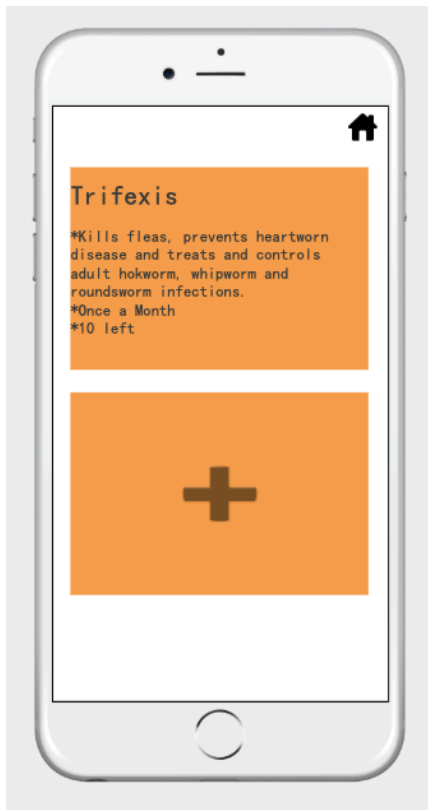 Trifexis
*Kills fleas, prevents heartworn
disease and treats and controls
adult hokworm, whipworm and
roundsworm infections.
*Once a Month
*10 left